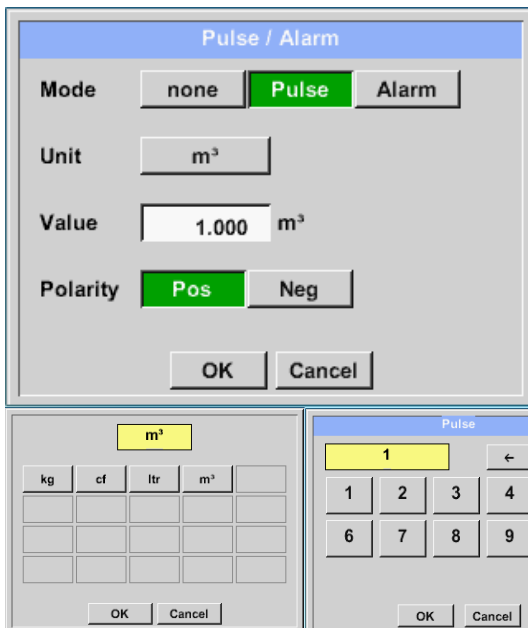 Pulse / Alarm
Mode none Pulse Alarm
Unit m³
Value 1.000 m³
Polarity Pos Neg
OK Cancel
m³
kg cf ltr m³
OK Cancel
Pulse
1 ←
1 2 3 4
6 7 8 9
OK Cancel